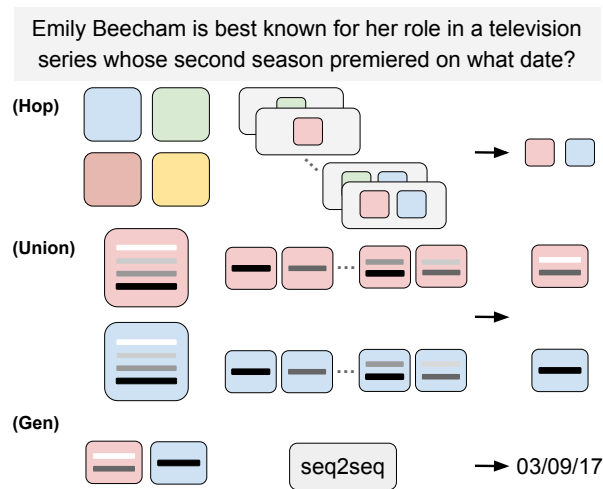 Emily Beecham is best known for her role in a television
series whose second season premiered on what date?
(Hop)
(Union)
(Gen)
seq2seq
03/09/17